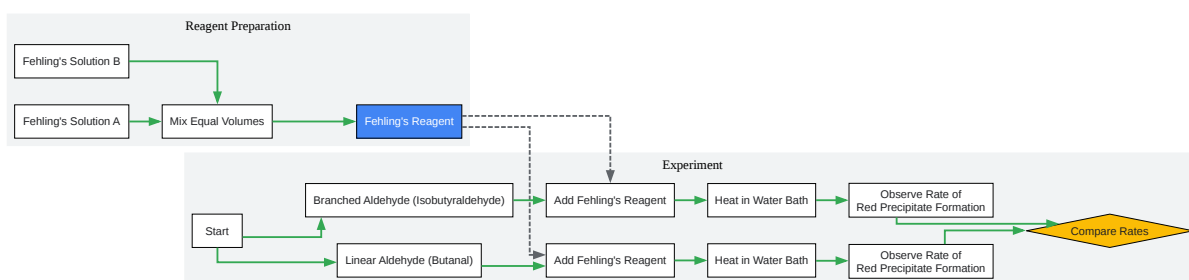 Reagent Preparation
Fehling's Solution B
Fehling's Solution A
Mix Equal Volumes
Fehling's Reagent
Experiment
Start
Branched Aldehyde (Isobutyraldehyde)
Add Fehling's Reagent
Heat in Water Bath
Observe Rate of
Red Precipitate Formation
Linear Aldehyde (Butanal)
Add Fehling's Reagent
Heat in Water Bath
Observe Rate of
Red Precipitate Formation
Compare Rates